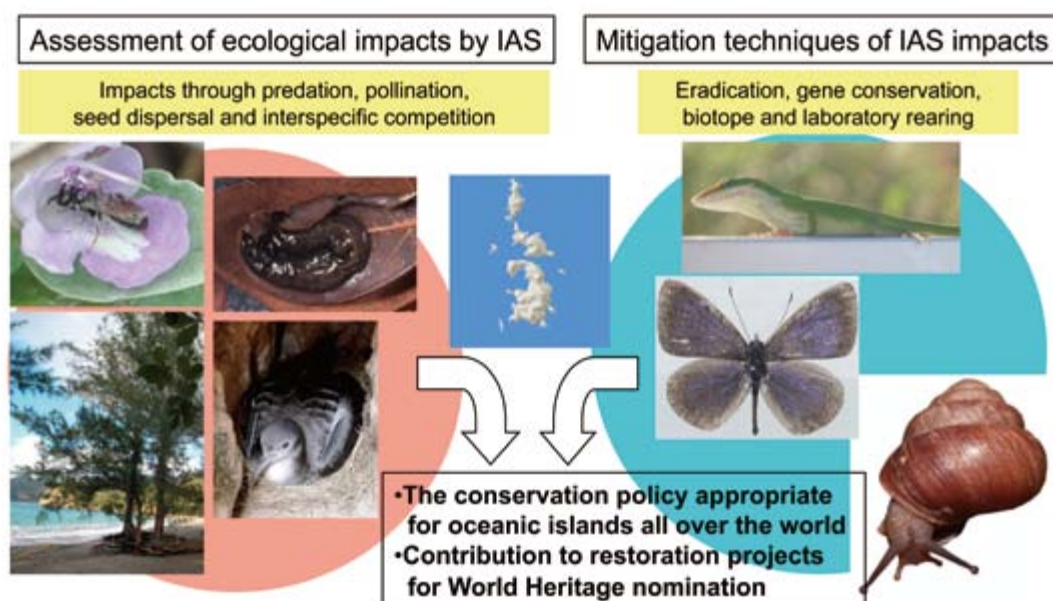 Assessment of ecological impacts by IAS
Impacts through predation, pollination,
seed dispersal and interspecific competition
Mitigation techniques of IAS impacts
Eradication, gene conservation,
biotope and laboratory rearing
•The conservation policy appropriate
for oceanic islands all over the world
•Contribution to restoration projects
for World Heritage nomination